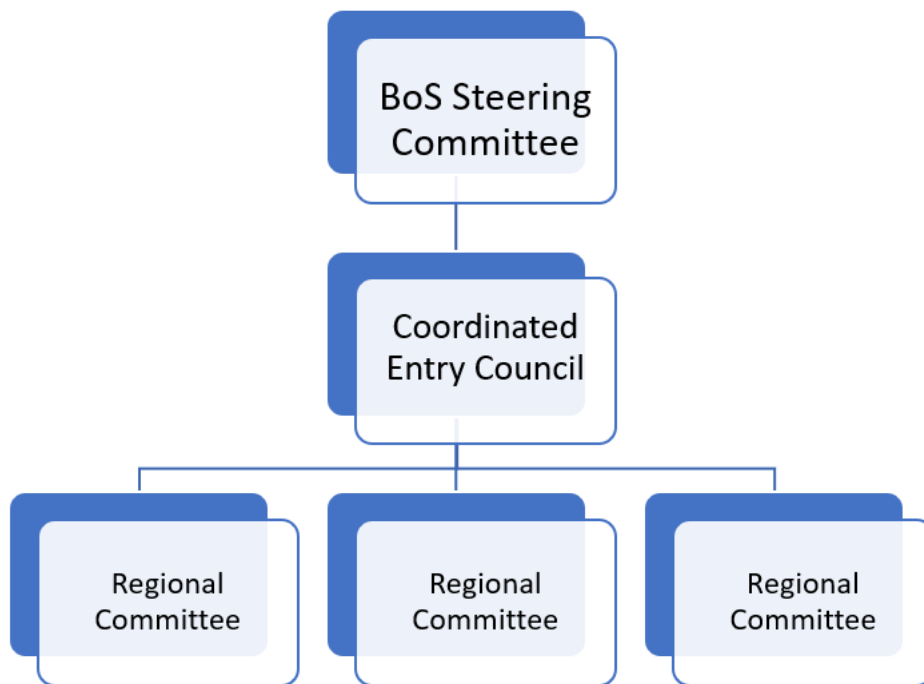 BoS Steering
Committee
Coordinated
Entry Council
Regional
Committee
Regional
Committee
Regional
Committee